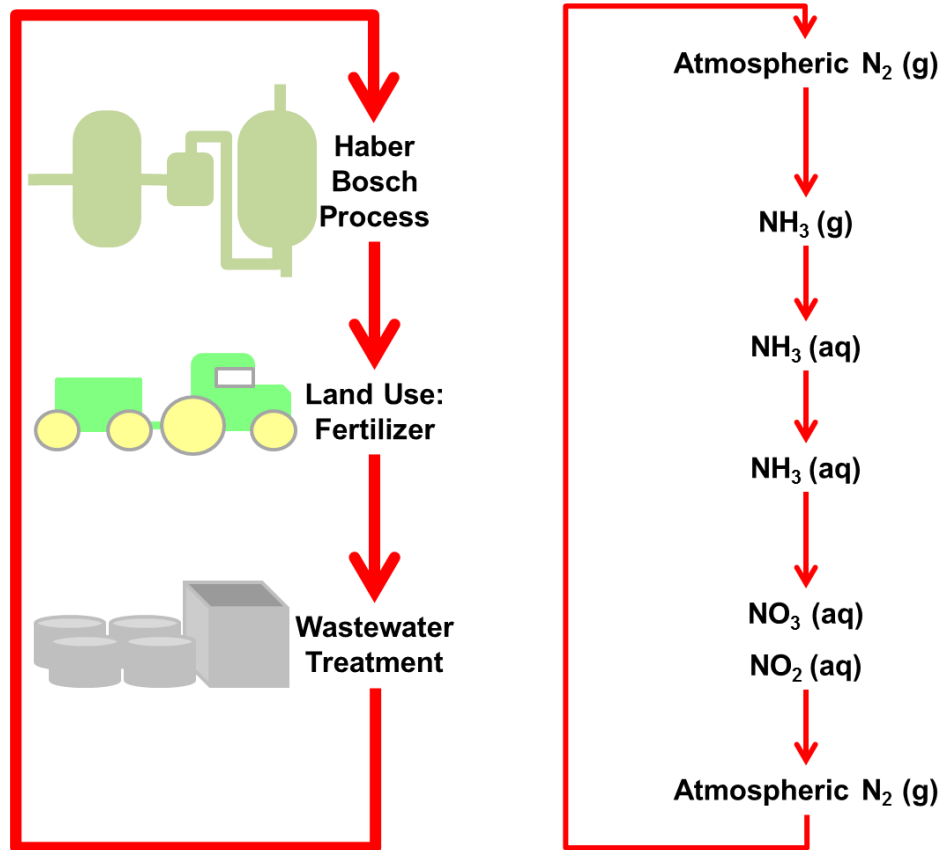 Haber
Bosch
Process
Land Use:
Fertilizer
Wastewater
Treatment
Atmospheric N₂ (g)
NH₃ (g)
NH₃ (aq)
NH₃ (aq)
NO₃ (aq)
NO₂ (aq)
Atmospheric N₂ (g)